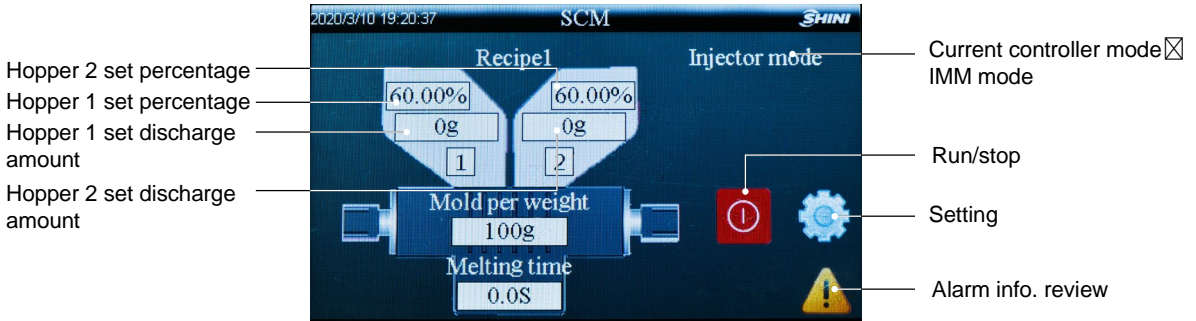 2020/3/10 19:20:37 SCM SHINI
Recipe1 Injector mode
60.00% 60.00%
0g 0g
1 2
Mold per weight
100g
Melting time
0.0S
Hopper 2 set percentage
Hopper 1 set percentage
Hopper 1 set discharge
amount
Hopper 2 set discharge
amount
Current controller mode☒
IMM mode
Run/stop
Setting
Alarm info. review